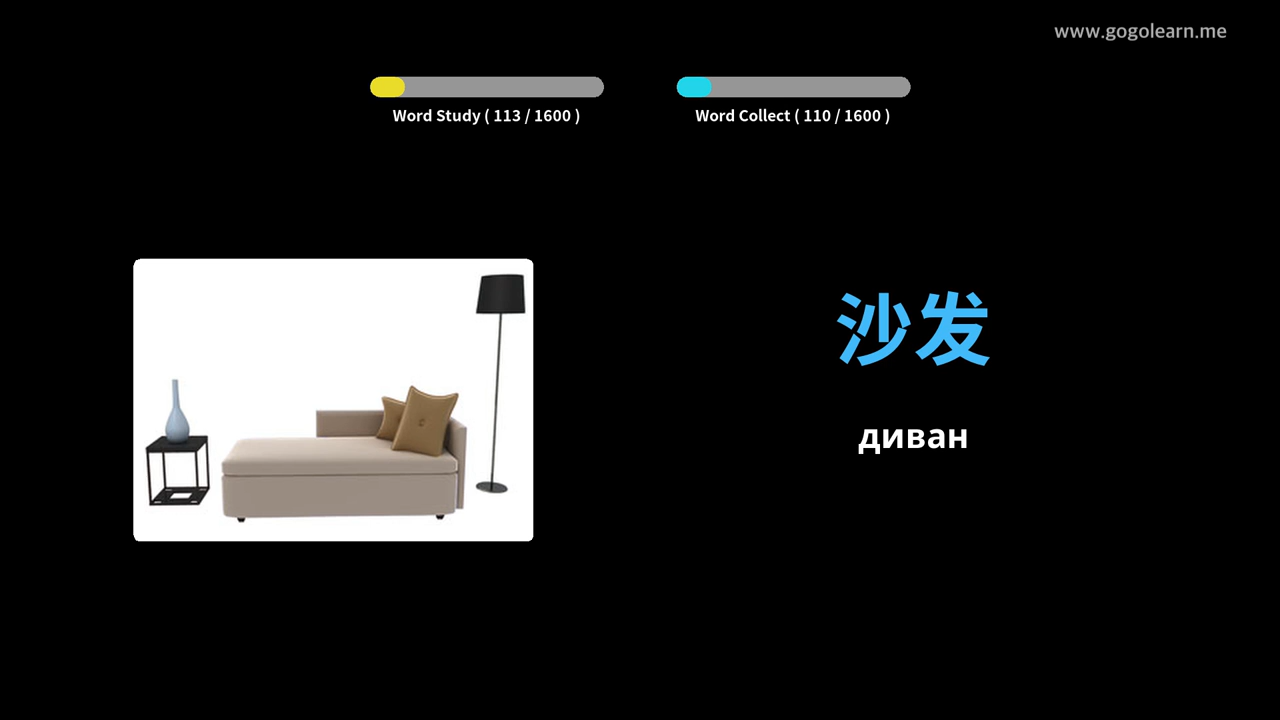 www.gogolearn.me
Word Study ( 113 / 1600 )
Word Collect ( 110 / 1600 )
沙发
диван